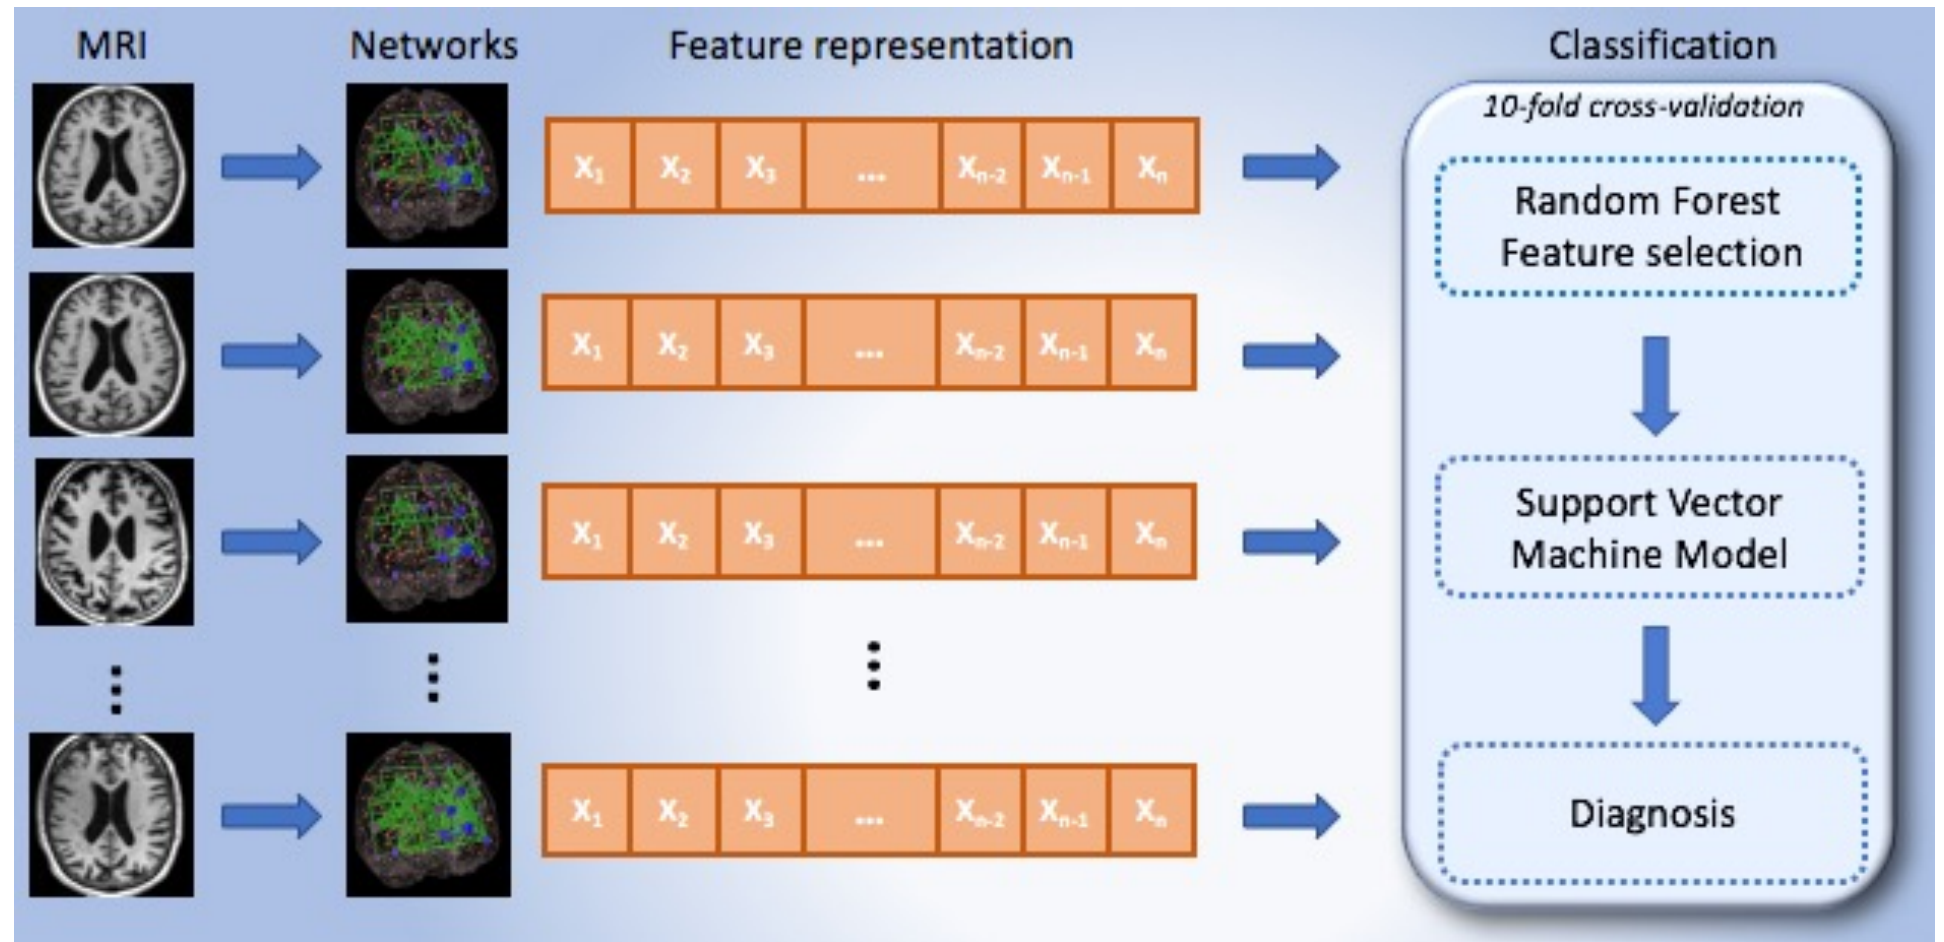 MRI
Networks
Feature representation
Classification
10-fold cross-validation
X₁ X₂ X₃ ... Xₙ₋₂ Xₙ₋₁ Xₙ
Random Forest
Feature selection
X₁ X₂ X₃ ... Xₙ₋₂ Xₙ₋₁ Xₙ
X₁ X₂ X₃ ... Xₙ₋₂ Xₙ₋₁ Xₙ
Support Vector
Machine Model
X₁ X₂ X₃ ... Xₙ₋₂ Xₙ₋₁ Xₙ
Diagnosis